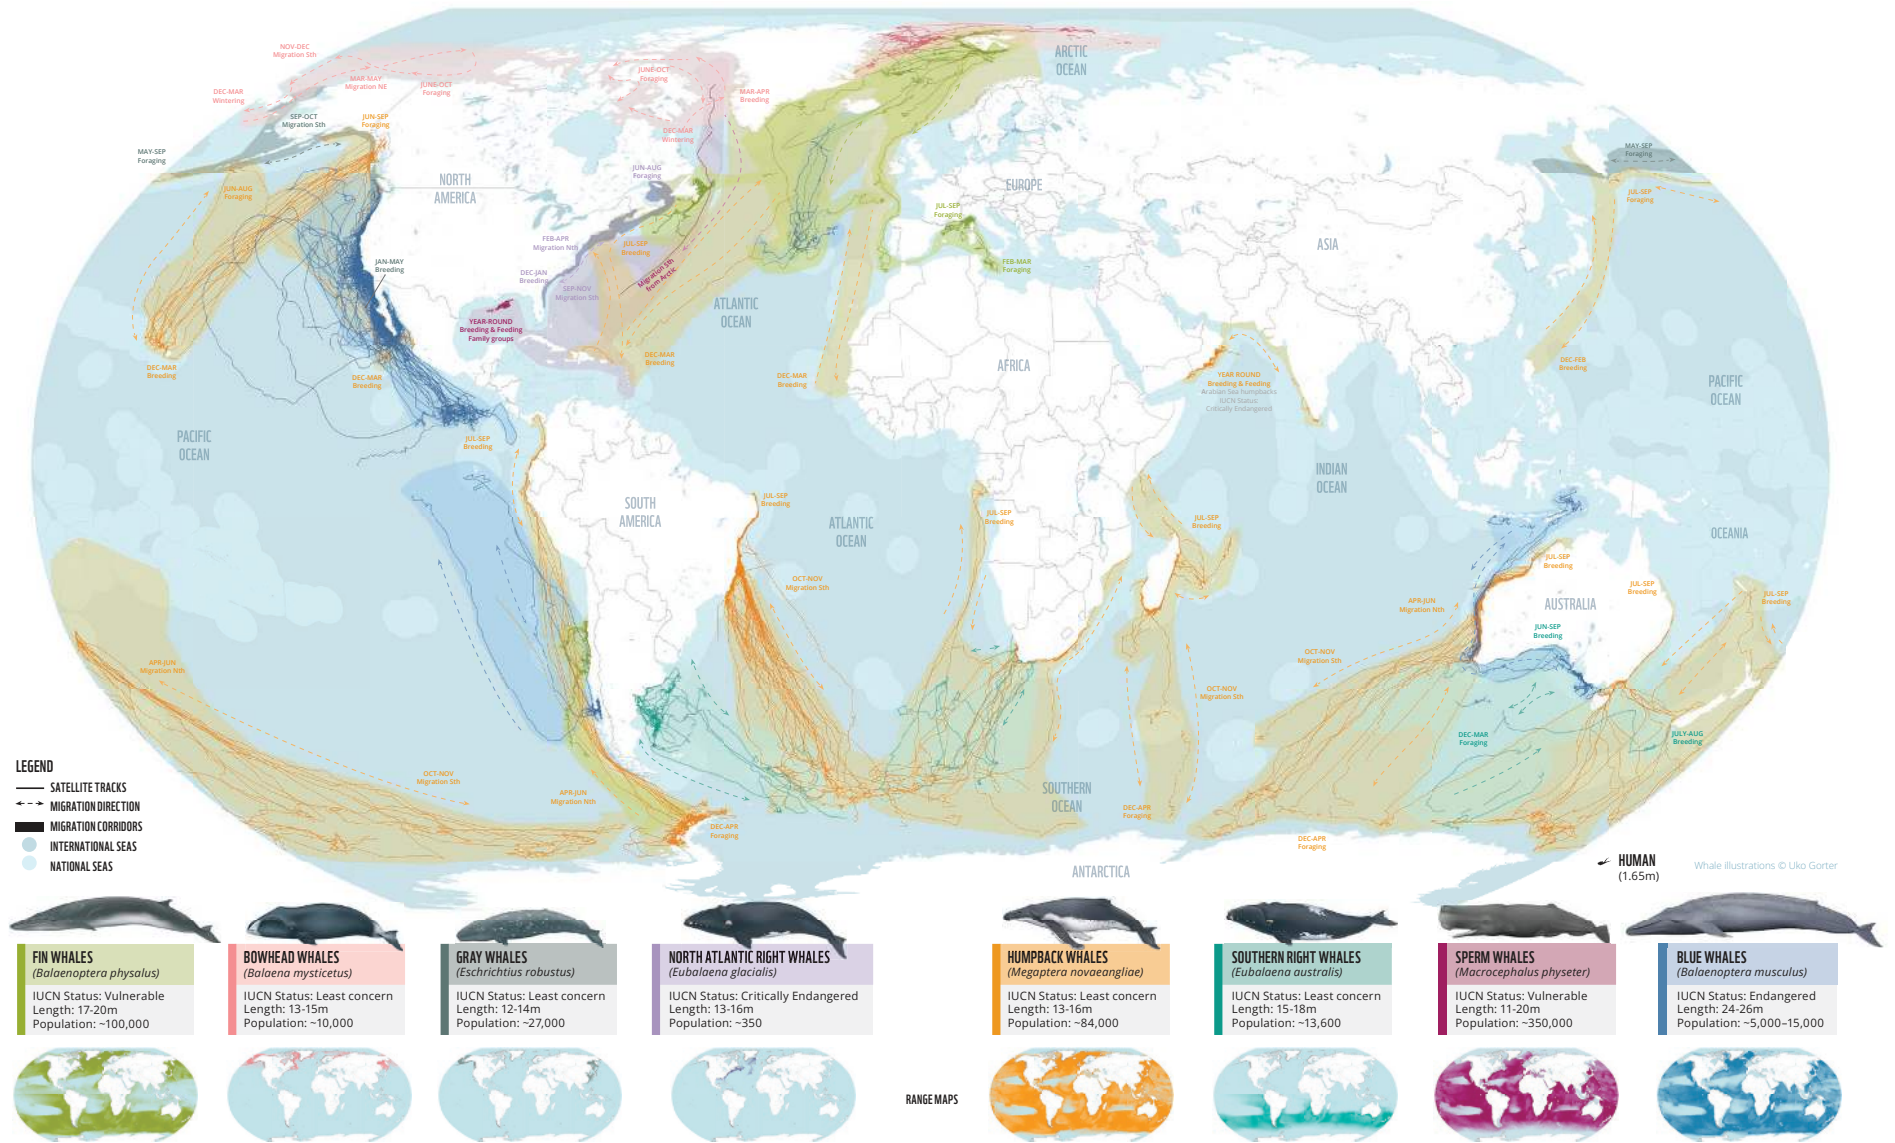 NOV-DEC
Migration Sth
MAR-MAY
Migration NE
JUNE-OCT
Foraging
DEC-MAR
Wintering
SEP-OCT
Migration Sth
JUN-SEP
Foraging
MAY-SEP
Foraging
JUN-AUG
Foraging
NORTH
AMERICA
JUNE-OCT
Foraging
MAR-APR
Breeding
DEC-MAR
Wintering
JUN-AUG
Foraging
ARCTIC
OCEAN
EUROPE
ASIA
MAY-SEP
Foraging
JUL-SEP
Foraging
JUL-SEP
Foraging
FEB-MAR
Foraging
FEB-APR
Migration Nth
JUL-SEP
Breeding
DEC-JAN
Breeding
SEP-NOV
Migration Sth
Migration Sth
from Arctic
JAN-MAY
Breeding
YEAR-ROUND
Breeding & Feeding
Family groups
ATLANTIC
OCEAN
DEC-MAR
Breeding
DEC-MAR
Breeding
DEC-MAR
Breeding
DEC-MAR
Breeding
AFRICA
YEAR ROUND
Breeding & Feeding
Arabian Sea humpbacks
IUCN Status:
Critically Endangered
DEC-FEB
Breeding
PACIFIC
OCEAN
PACIFIC
OCEAN
JUL-SEP
Breeding
SOUTH
AMERICA
JUL-SEP
Breeding
ATLANTIC
OCEAN
JUL-SEP
Breeding
JUL-SEP
Breeding
INDIAN
OCEAN
OCEANIA
OCT-NOV
Migration Sth
JUL-SEP
Breeding
JUL-SEP
Breeding
JUL-SEP
Breeding
AUSTRALIA
APR-JUN
Migration Nth
JUN-SEP
Breeding
OCT-NOV
Migration Sth
APR-JUN
Migration Nth
OCT-NOV
Migration Sth
DEC-MAR
Foraging
JULY-AUG
Breeding
OCT-NOV
Migration Sth
APR-JUN
Migration Nth
DEC-APR
Foraging
SOUTHERN
OCEAN
DEC-APR
Foraging
DEC-APR
Foraging
ANTARCTICA
LEGEND
SATELLITE TRACKS
MIGRATION DIRECTION
MIGRATION CORRIDORS
INTERNATIONAL SEAS
NATIONAL SEAS
HUMAN
(1.65m)
Whale illustrations © Uko Gorter
FIN WHALES
(Balaenoptera physalus)
IUCN Status: Vulnerable
Length: 17-20m
Population: ~100,000
BOWHEAD WHALES
(Balaena mysticetus)
IUCN Status: Least concern
Length: 13-15m
Population: ~10,000
GRAY WHALES
(Eschrichtius robustus)
IUCN Status: Least concern
Length: 12-14m
Population: ~27,000
NORTH ATLANTIC RIGHT WHALES
(Eubalaena glacialis)
IUCN Status: Critically Endangered
Length: 13-16m
Population: ~350
HUMPBACK WHALES
(Megaptera novaeangliae)
IUCN Status: Least concern
Length: 13-16m
Population: ~84,000
SOUTHERN RIGHT WHALES
(Eubalaena australis)
IUCN Status: Least concern
Length: 15-18m
Population: ~13,600
SPERM WHALES
(Macrocephalus physeter)
IUCN Status: Vulnerable
Length: 11-20m
Population: ~350,000
BLUE WHALES
(Balaenoptera musculus)
IUCN Status: Endangered
Length: 24-26m
Population: ~5,000–15,000
RANGE MAPS